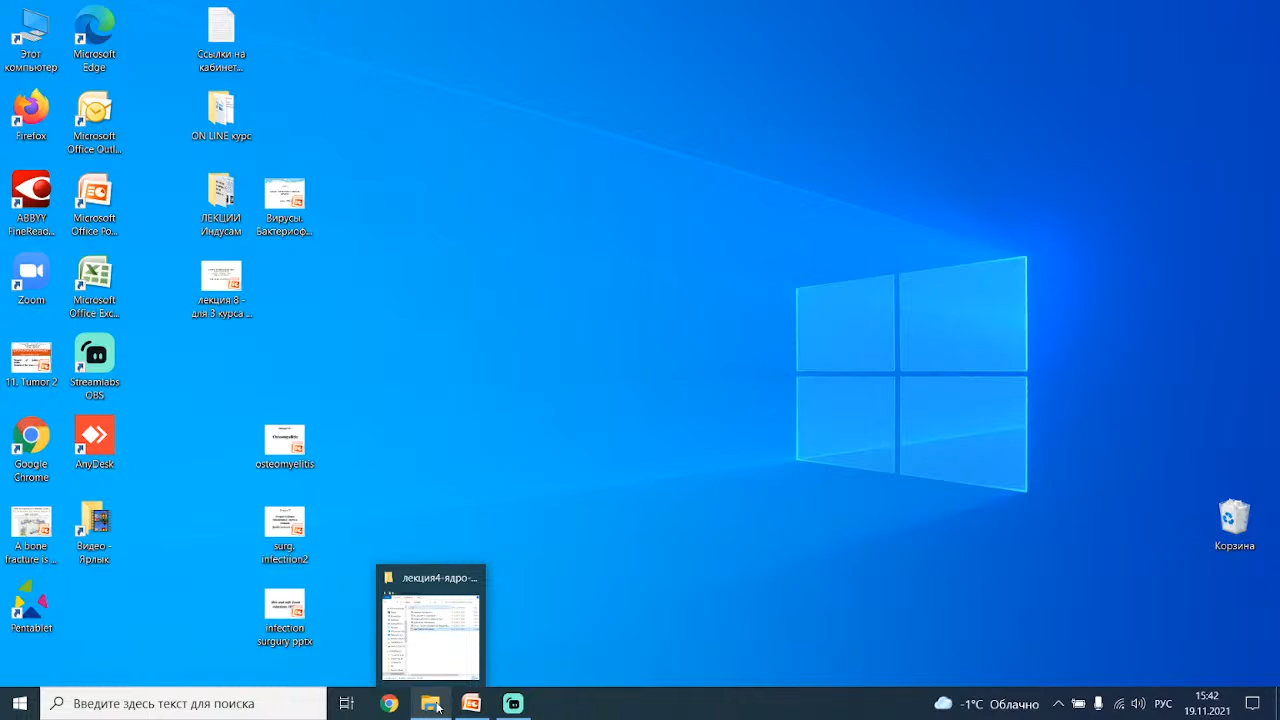 Этот
компьютер
Microsoft
Edge
Ссылки на
кабинет...
Firefox
Microsoft
Office Outl...
ON LINE курс
ABBYY
FineRead...
Microsoft
Office Po...
ЛЕКЦИИ
Индусам
Вирусы.
Бактериоф...
Zoom
Microsoft
Office Exc...
лекция 8 -
для 3 курса ...
11. Tumor 2
Streamlabs
OBS
Google
Chrome
AnyDesk
Osteomyelitis
osteomyelitis
A bone
fracture is ...
Видео -
Ярлык
surg.
infectiion2
Корзина
лекция4-ядро-...
Pentestit
infection
surgury pptx
Введите здесь текст для поиска
-1°C Облачно
РУС
15:42
19.11.2021